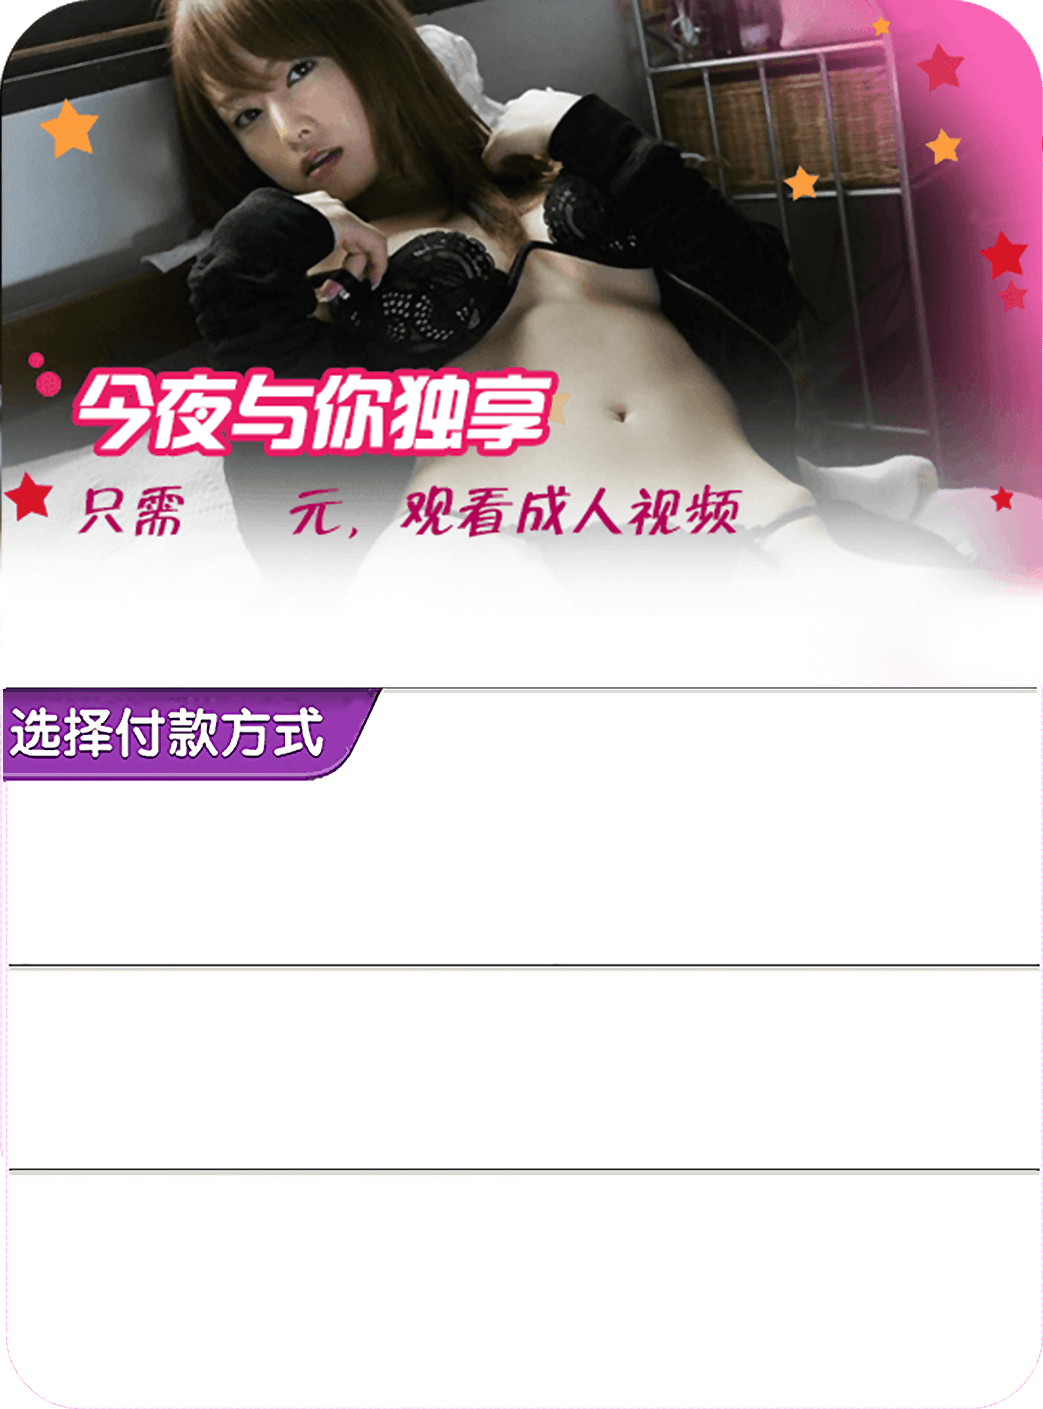 今夜与你独享
只需 元，观看成人视频
选择付款方式